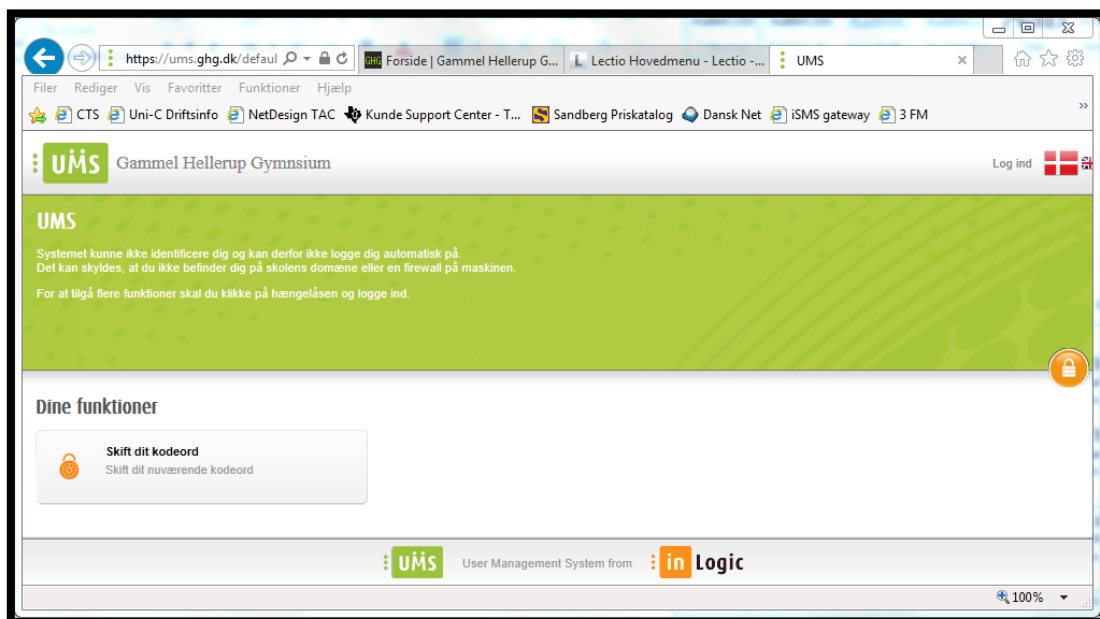 https://ums.ghg.dk/defaul
GHG Forside | Gammel Hellerup G...
L Lectio Hovedmenu - Lectio -...
UMS
Filer Rediger Vis Favoritter Funktioner Hjælp
CTS Uni-C Driftsinfo NetDesign TAC Kunde Support Center - T... Sandberg Priskatalog Dansk Net iSMS gateway 3 FM »
UMS Gammel Hellerup Gymnsium Log ind
UMS
Systemet kunne ikke identificere dig og kan derfor ikke logge dig automatisk på.
Det kan skyldes, at du ikke befinder dig på skolens domæne eller en firewall på maskinen.
For at tilgå flere funktioner skal du klikke på hængelåsen og logge ind.
Dine funktioner
Skift dit kodeord
Skift dit nuværende kodeord
UMS User Management System from in Logic
100%